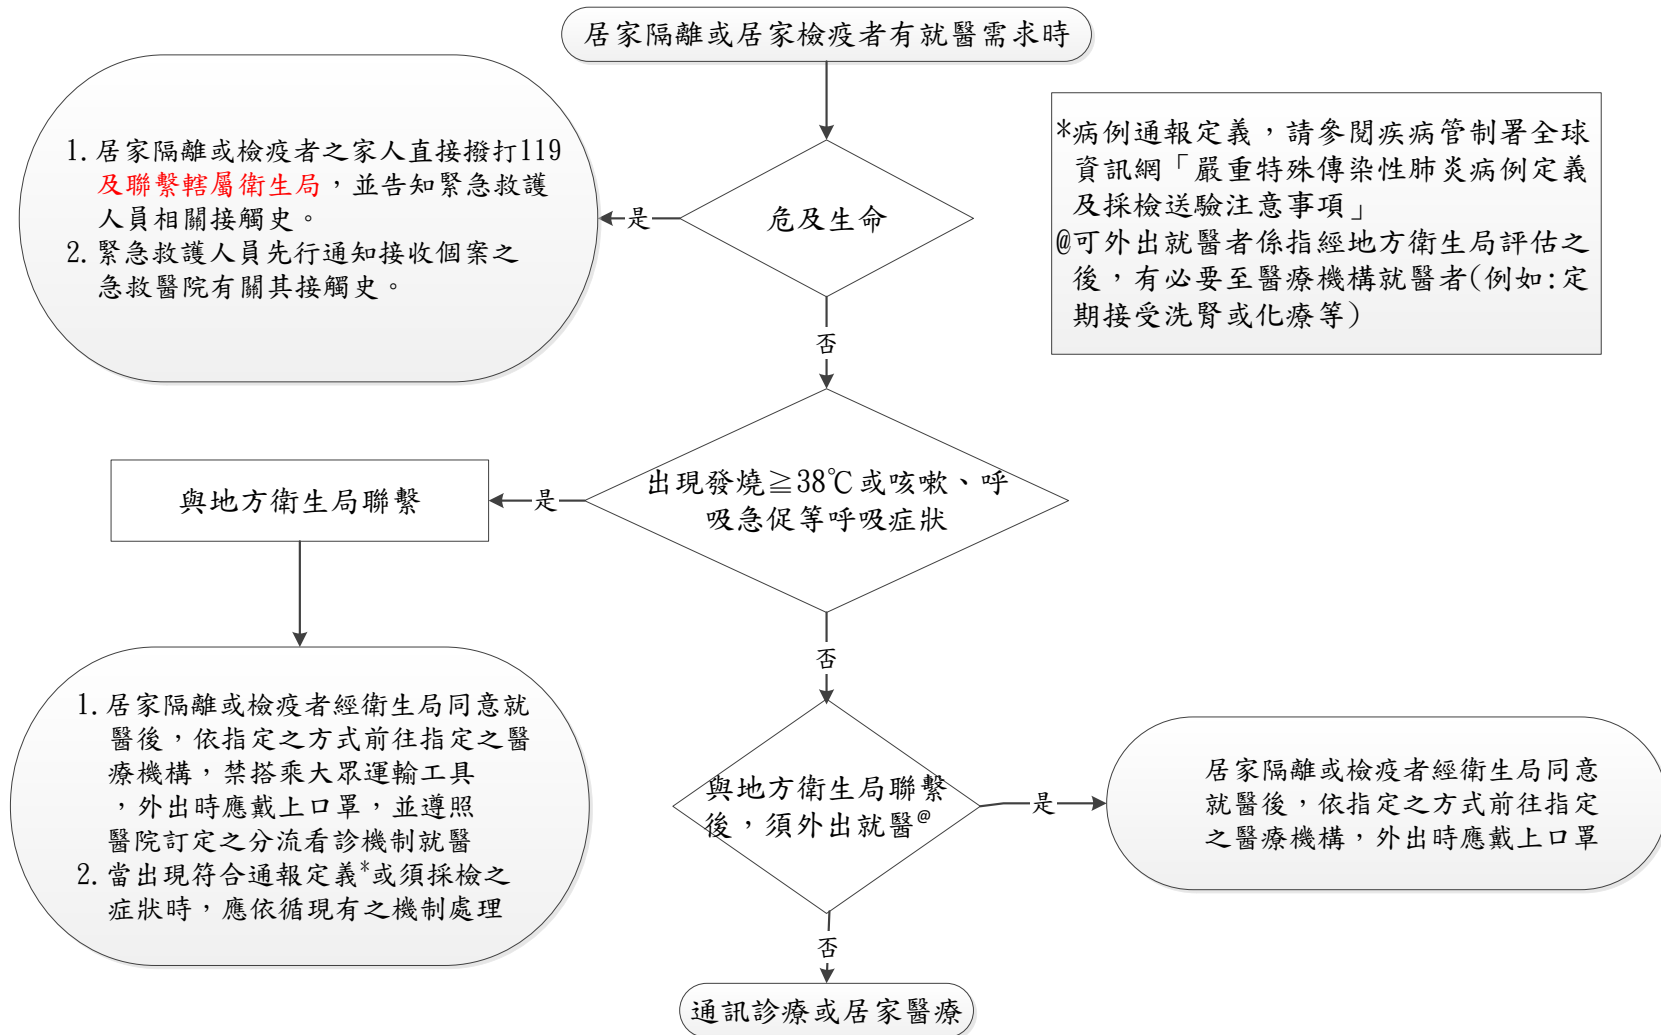 居家隔離或居家檢疫者有就醫需求時
1. 居家隔離或檢疫者之家人直接撥打119
及聯繫轄屬衛生局，並告知緊急救護
人員相關接觸史。
2. 緊急救護人員先行通知接收個案之
急救醫院有關其接觸史。
是
危及生命
*病例通報定義，請參閱疾病管制署全球
資訊網「嚴重特殊傳染性肺炎病例定義
及採檢送驗注意事項」
@可外出就醫者係指經地方衛生局評估之
後，有必要至醫療機構就醫者(例如:定
期接受洗腎或化療等)
否
與地方衛生局聯繫
是
出現發燒≧38℃或咳嗽、呼
吸急促等呼吸症狀
否
1. 居家隔離或檢疫者經衛生局同意就
醫後，依指定之方式前往指定之醫
療機構，禁搭乘大眾運輸工具
，外出時應戴上口罩，並遵照
醫院訂定之分流看診機制就醫
2. 當出現符合通報定義*或須採檢之
症狀時，應依循現有之機制處理
與地方衛生局聯繫
後，須外出就醫@
是
居家隔離或檢疫者經衛生局同意
就醫後，依指定之方式前往指定
之醫療機構，外出時應戴上口罩
否
通訊診療或居家醫療